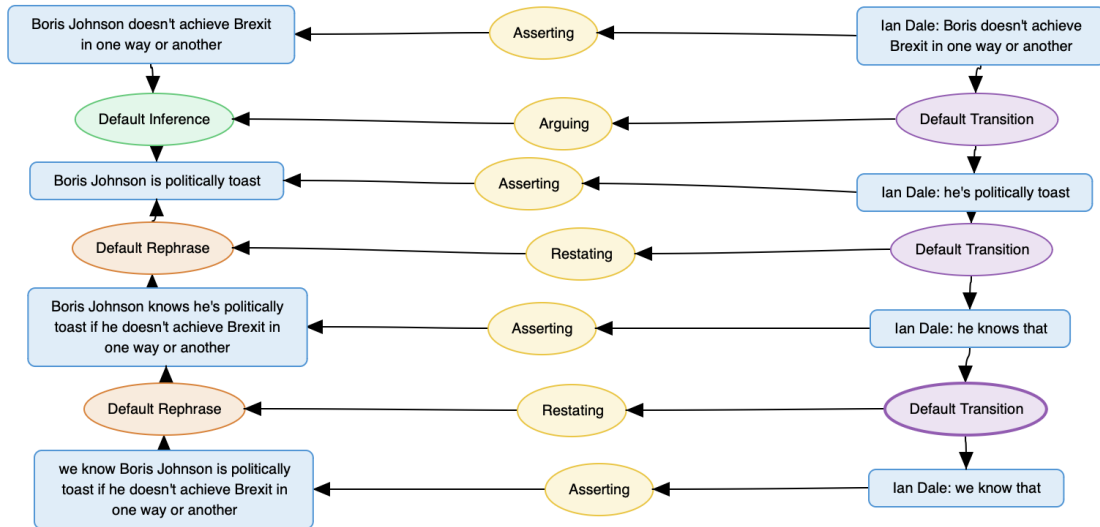 Boris Johnson doesn't achieve Brexit
in one way or another
Asserting
Ian Dale: Boris doesn't achieve
Brexit in one way or another
Default Inference
Arguing
Default Transition
Boris Johnson is politically toast
Asserting
Ian Dale: he's politically toast
Default Rephrase
Restating
Default Transition
Boris Johnson knows he's politically
toast if he doesn't achieve Brexit in
one way or another
Asserting
Ian Dale: he knows that
Default Rephrase
Restating
Default Transition
we know Boris Johnson is politically
toast if he doesn't achieve Brexit in
one way or another
Asserting
Ian Dale: we know that